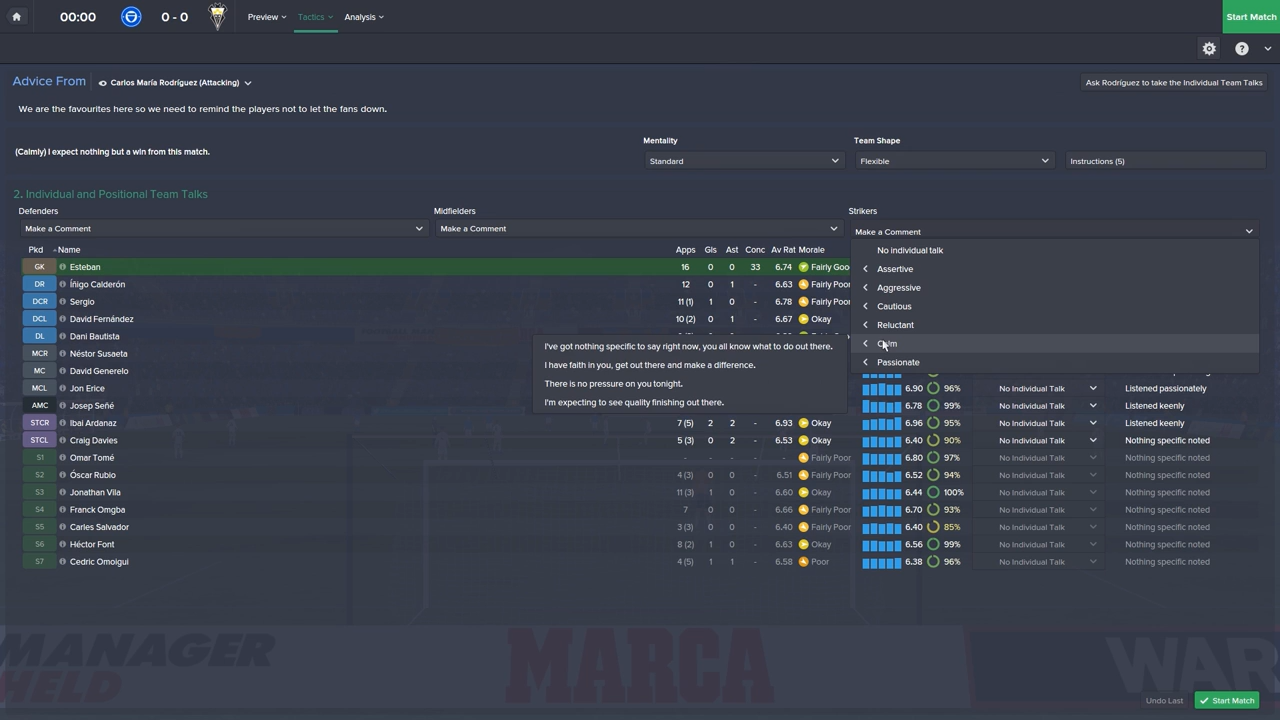 00:00 0 - 0 Preview Tactics Analysis Start Match
Advice From Carlos María Rodríguez (Attacking) Ask Rodríguez to take the Individual Team Talks
We are the favourites here so we need to remind the players not to let the fans down.
Mentality Team Shape
(Calmly) I expect nothing but a win from this match.
Standard Flexible Instructions (5)
2. Individual and Positional Team Talks
Defenders Midfielders Strikers
Make a Comment Make a Comment Make a Comment
Pkd Name Apps Gls Ast Conc Av Rat Morale
No individual talk
GK Esteban 16 0 0 33 6.74 Fairly Goo
Assertive
DR Íñigo Calderón 12 0 1 - 6.63 Fairly Poor
Aggressive
DCR Sergio 11 (1) 1 0 - 6.78 Fairly Poor
Cautious
DCL David Fernández 10 (2) 0 1 - 6.67 Okay
Reluctant
DL Dani Bautista
Calm
I've got nothing specific to say right now, you all know what to do out there.
MCR Néstor Susaeta
Passionate
I have faith in you, get out there and make a difference.
MC David Generelo
There is no pressure on you tonight.
MCL Jon Erice 6.90 96% No Individual Talk Listened passionately
I'm expecting to see quality finishing out there.
AMC Josep Señé 6.78 99% No Individual Talk Listened keenly
STCR Ibai Ardanaz 7 (5) 2 2 - 6.93 Okay 6.96 95% No Individual Talk Listened keenly
STCL Craig Davies 5 (3) 0 2 - 6.53 Okay 6.40 90% No Individual Talk Nothing specific noted
S1 Omar Tomé - - - - - Fairly Poor 6.80 97% No Individual Talk Nothing specific noted
S2 Óscar Rubio 4 (3) 0 0 - 6.51 Fairly Poor 6.52 94% No Individual Talk Nothing specific noted
S3 Jonathan Vila 11 (3) 1 0 - 6.60 Okay 6.44 100% No Individual Talk Nothing specific noted
S4 Franck Omgba 7 0 0 - 6.66 Fairly Poor 6.70 93% No Individual Talk Nothing specific noted
S5 Carles Salvador 3 (3) 0 0 - 6.40 Fairly Poor 6.40 85% No Individual Talk Nothing specific noted
S6 Héctor Font 8 (2) 1 0 - 6.63 Okay 6.56 99% No Individual Talk Nothing specific noted
S7 Cedric Omoigui 4 (5) 1 1 - 6.58 Poor 6.38 96% No Individual Talk Nothing specific noted
MANAGER MARCA WAR
HELD
Undo Last Start Match